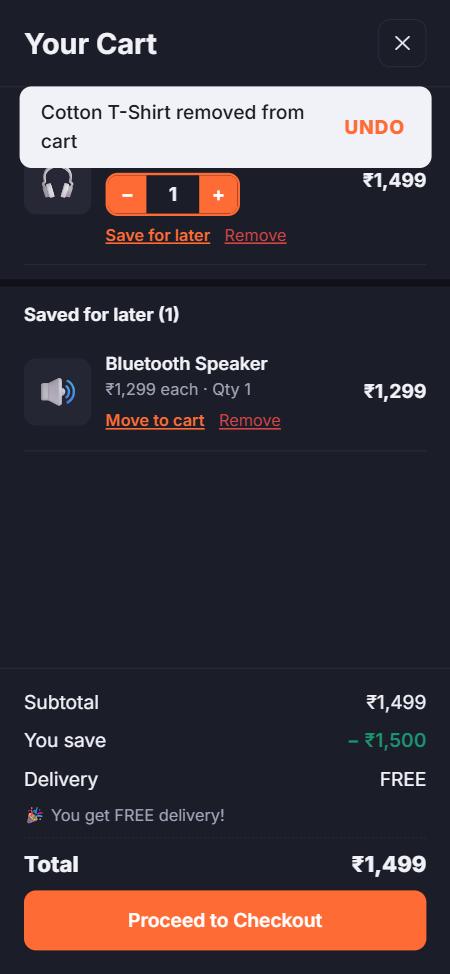 Your Cart
Cotton T-Shirt removed from
cart
UNDO
− 1 +
₹1,499
Save for later Remove
Saved for later (1)
Bluetooth Speaker
₹1,299 each · Qty 1
₹1,299
Move to cart Remove
Subtotal ₹1,499
You save − ₹1,500
Delivery FREE
🎉 You get FREE delivery!
Total ₹1,499
Proceed to Checkout